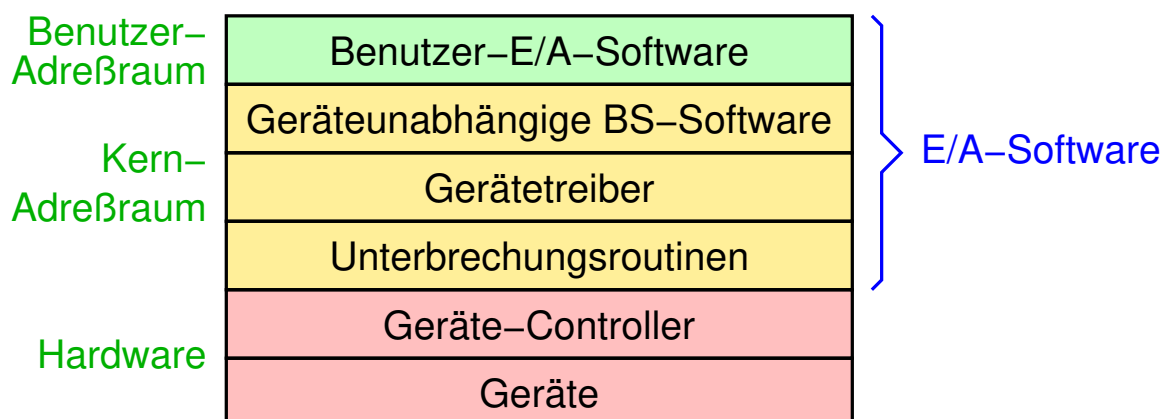 Benutzer−
Adreßraum
Benutzer−E/A−Software
Geräteunabhängige BS−Software
E/A−Software
Kern−
Adreßraum
Gerätetreiber
Unterbrechungsroutinen
Geräte−Controller
Hardware
Geräte